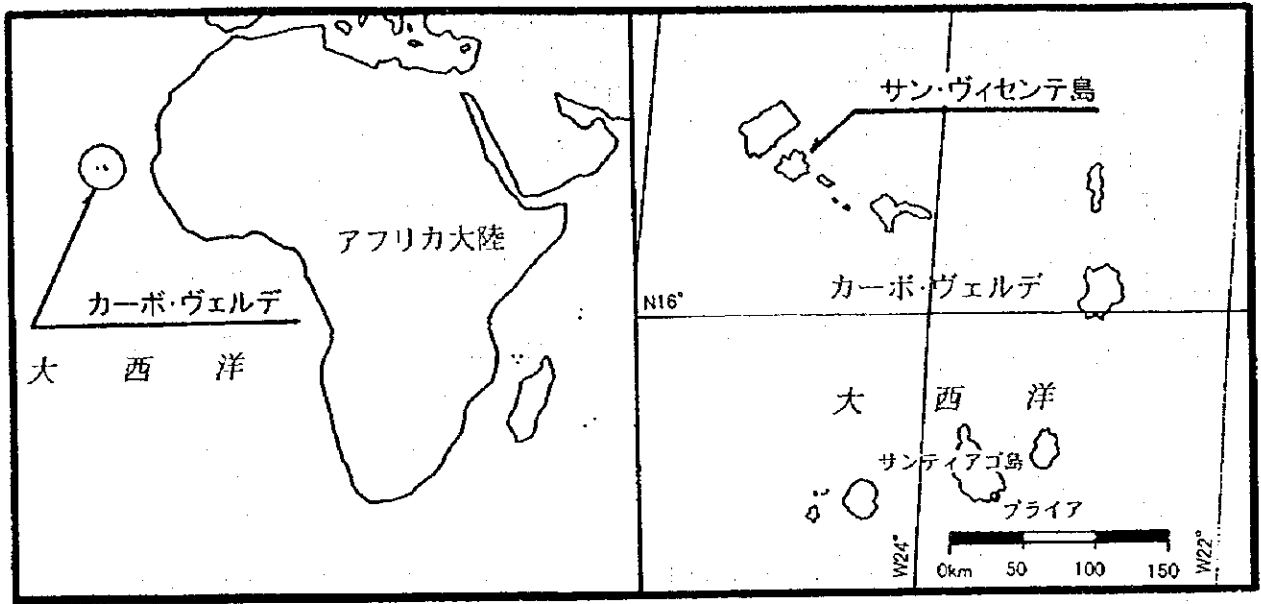 アフリカ大陸
カーボ・ヴェルデ
大西洋
サン・ヴィセンテ島
カーボ・ヴェルデ
N16°
大西洋
サンティアゴ島
プライア
W24°
W22°
0km 50 100 150